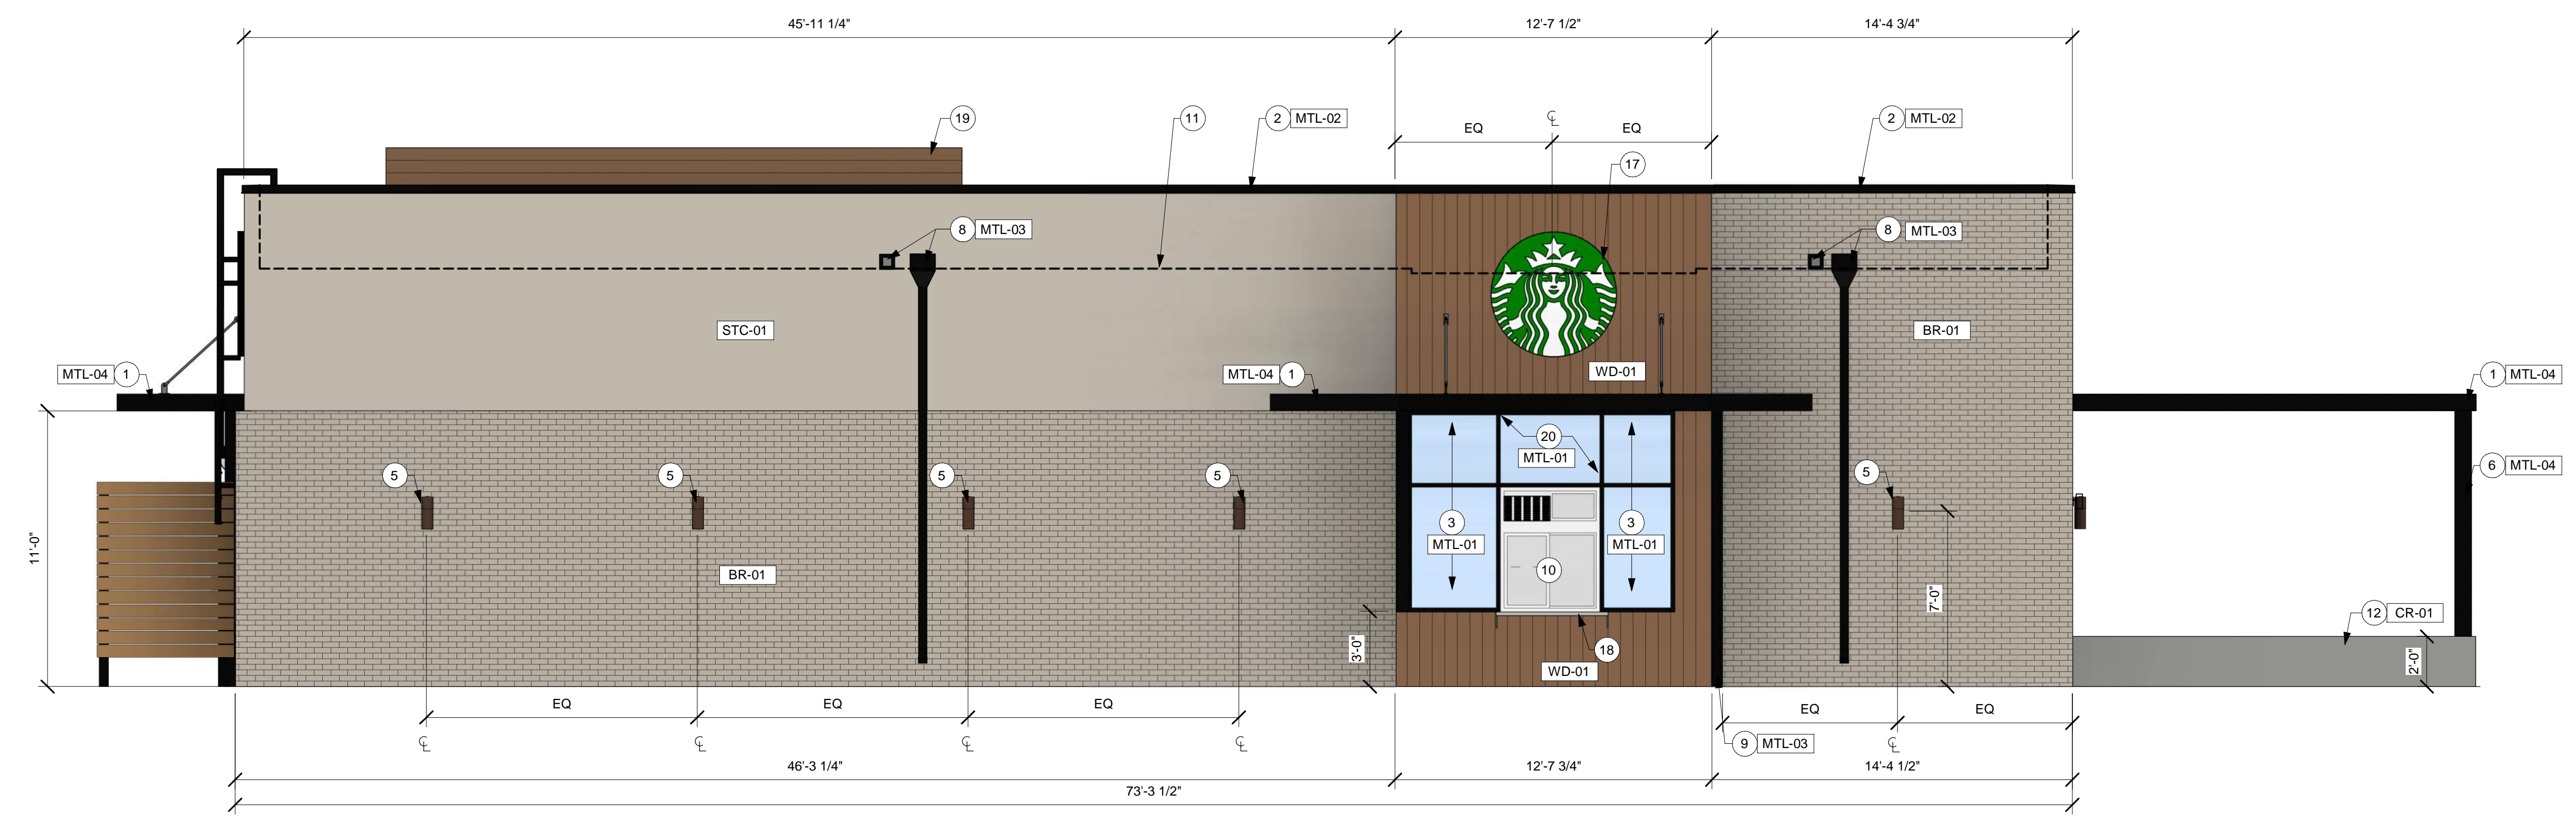 45'-11 1/4" 12'-7 1/2" 14'-4 3/4"
19 11 2 MTL-02 2 MTL-02
EQ ℄ EQ
17
8 MTL-03 8 MTL-03
STC-01 BR-01
MTL-04 1 MTL-04 1 WD-01 1 MTL-04
20
MTL-01
5 5 5 5 5 6 MTL-04
3 3
MTL-01 MTL-01
11'-0"
BR-01 10
7'-0"
12 CR-01
3'-0" 18 2'-0"
WD-01
EQ EQ EQ EQ EQ
℄ ℄ ℄ ℄ 9 MTL-03 ℄
46'-3 1/4" 12'-7 3/4" 14'-4 1/2"
73'-3 1/2"